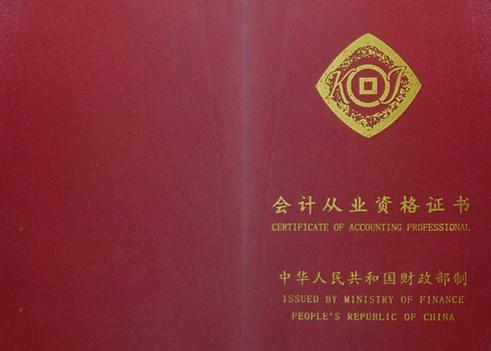 KJ
会计从业资格证书
CERTIFICATE OF ACCOUNTING PROFESSIONAL
中华人民共和国财政部制
ISSUED BY MINISTRY OF FINANCE
PEOPLE'S REPUBLIC OF CHINA